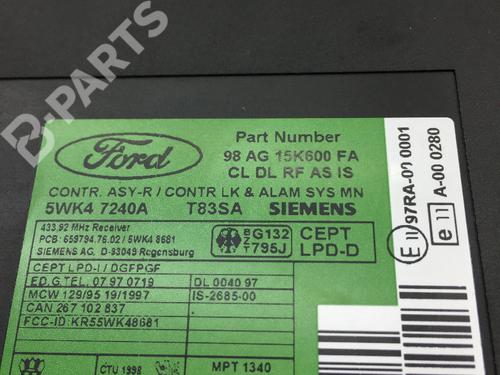 B-PARTS
Ford
Part Number
98 AG 15K600 FA
CL DL RF AS IS
CONTR. ASY-R / CONTR LK & ALAM SYS MN
5WK4 7240A T83SA SIEMENS
433,92 MHz Receiver
PCB: 659794.76.02 / 5WK4 8681
SIEMENS AG, D-93049 Regensburg
BZT
G132
795J
CEPT
LPD-D
CEPT LPD-I / 0GFPGF
ED.G.TEL. 07 97 0719
MCW 129/95 19/1997
CAN 267 102 837
FCC-ID: KR55WK48681
DL 0040 97
IS-2685-00
CTU 1998
MPT 1340
E 11 97RA-00 0001
e 11 A-00 0280